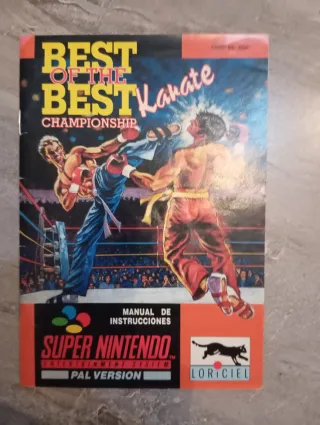 BEST
OF THE
BEST
Karate
CHAMPIONSHIP
MANUAL DE
INSTRUCCIONES
SUPER NINTENDO
ENTERTAINMENT SYSTEM
PAL VERSION
LORiCiEL